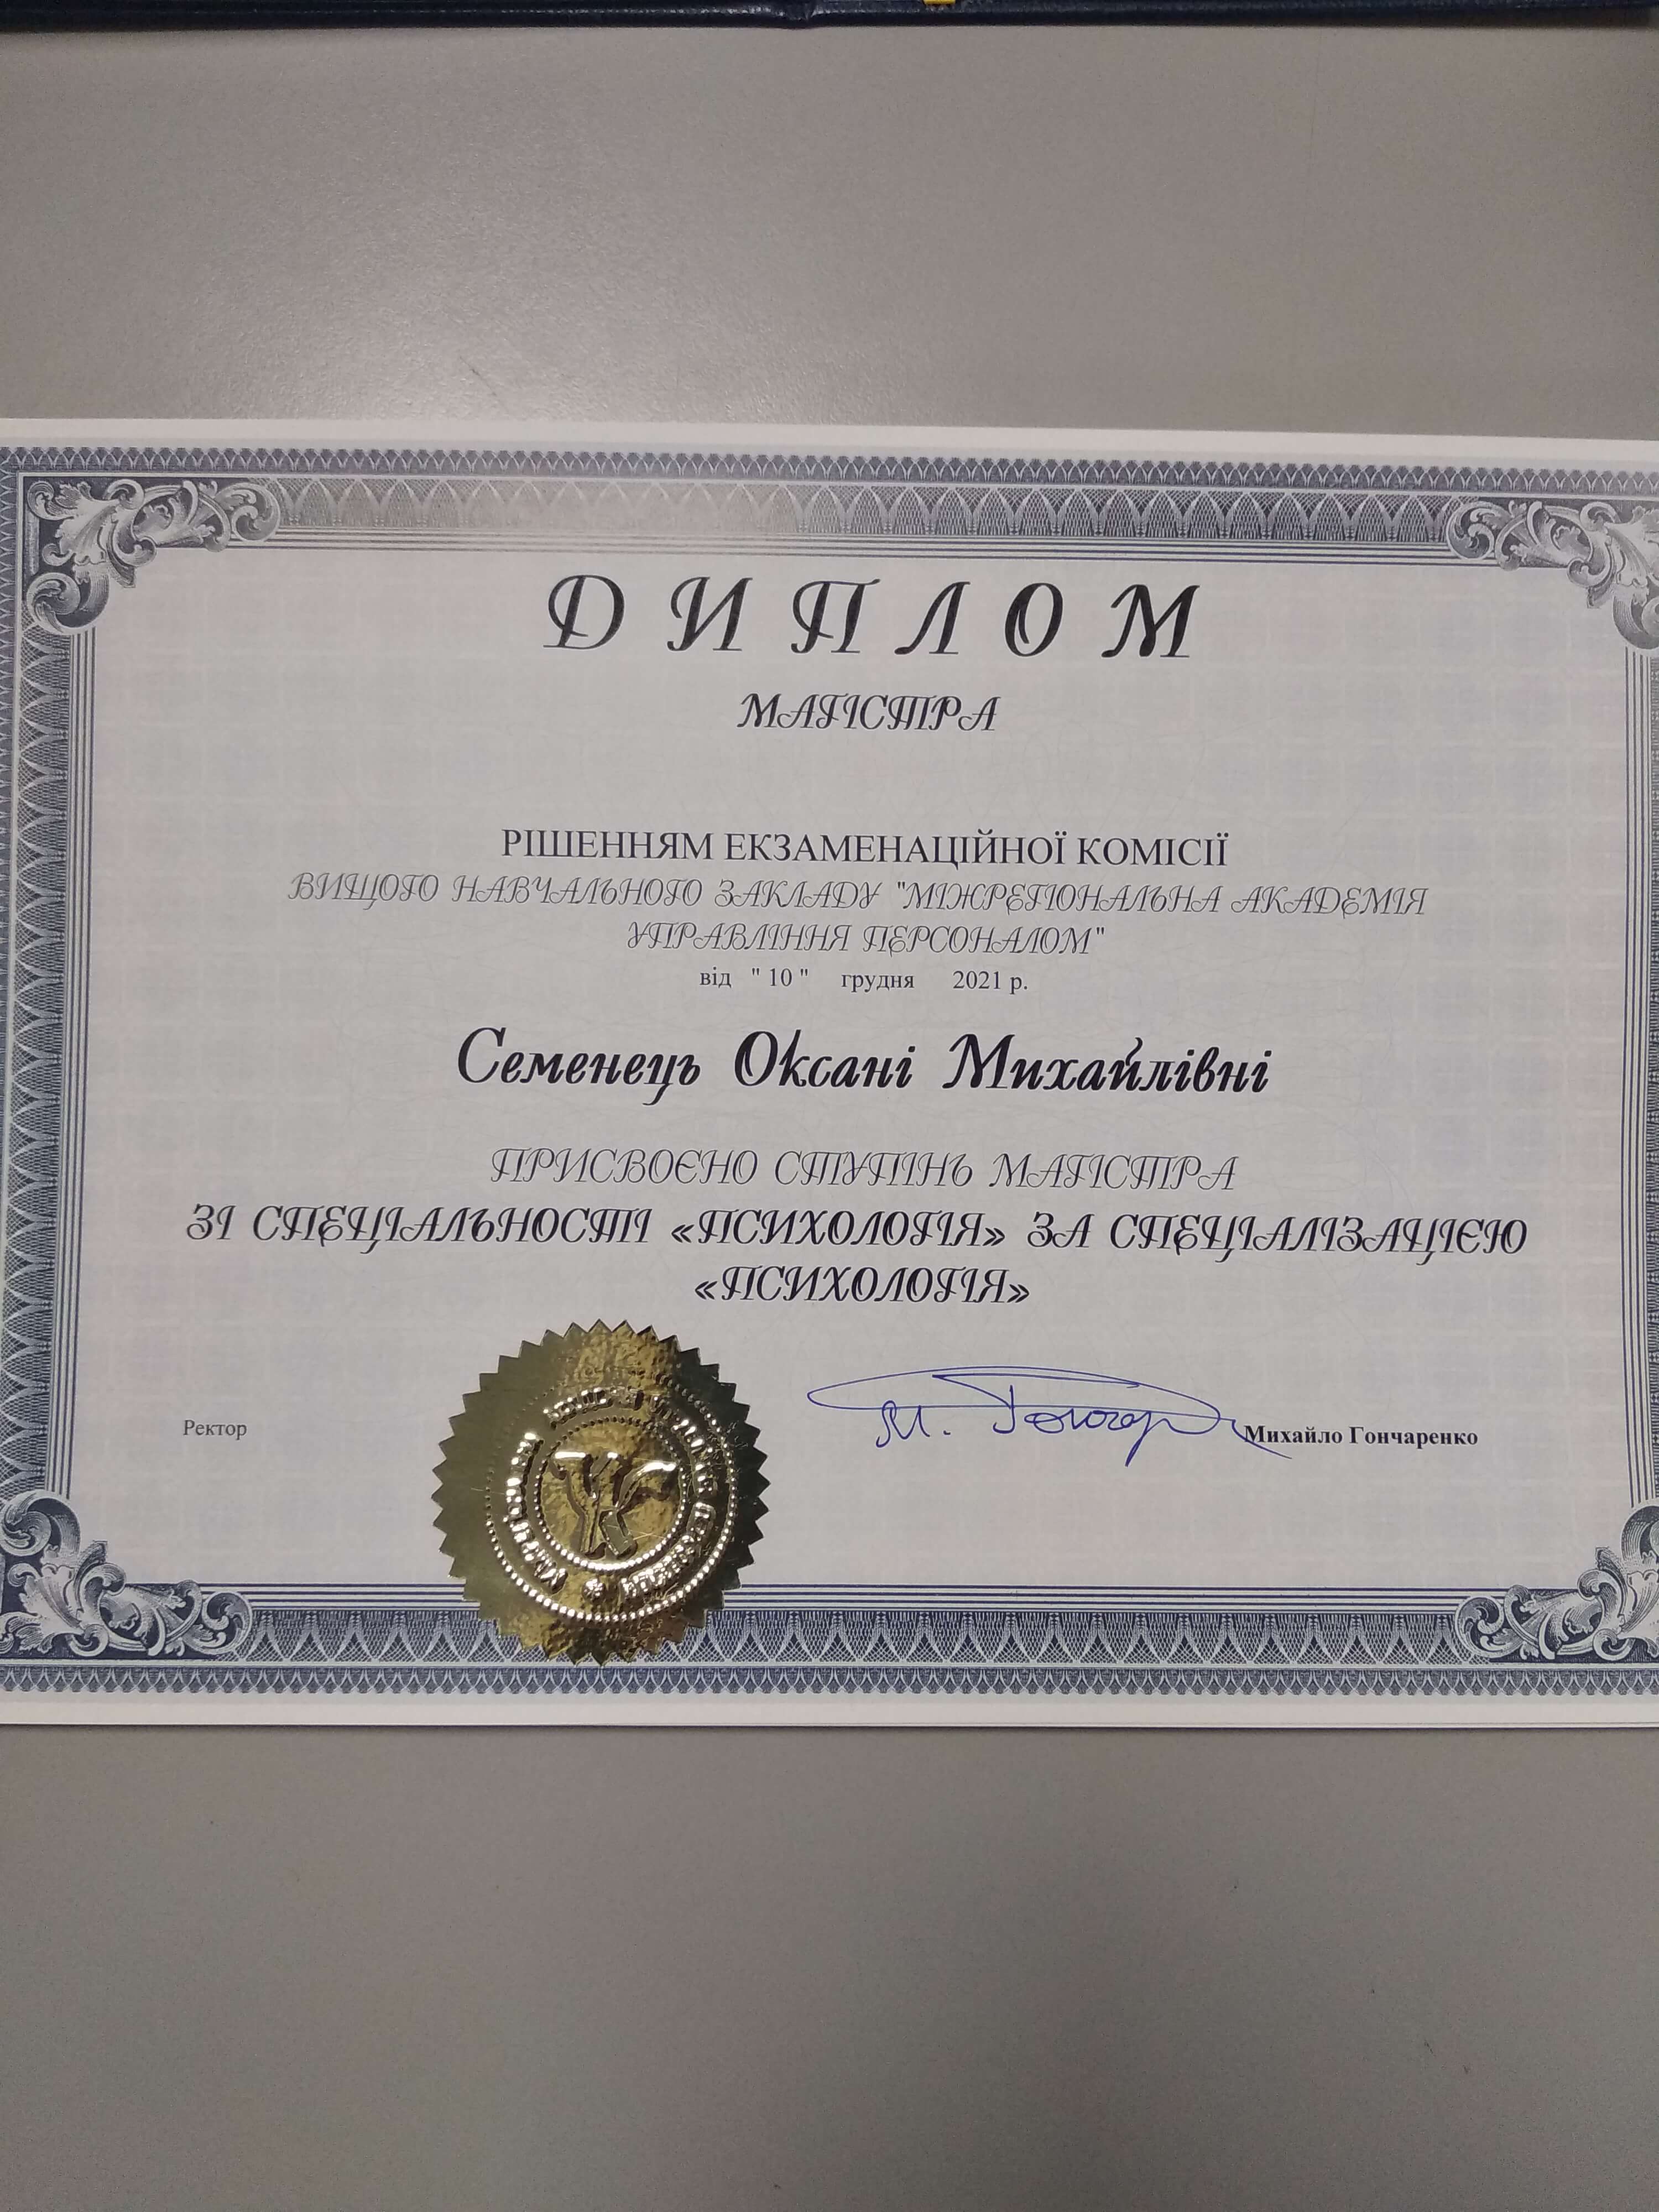 ДИПЛОМ
МАГІСТРА
РІШЕННЯМ ЕКЗАМЕНАЦІЙНОЇ КОМІСІЇ
ВИЩОГО НАВЧАЛЬНОГО ЗАКЛАДУ "МІЖРЕГІОНАЛЬНА АКАДЕМІЯ
УПРАВЛІННЯ ПЕРСОНАЛОМ"
від " 10 " грудня 2021 р.
Семенець Оксані Михайлівні
ПРИСВОЄНО СТУПІНЬ МАГІСТРА
ЗІ СПЕЦІАЛЬНОСТІ «ПСИХОЛОГІЯ» ЗА СПЕЦІАЛІЗАЦІЄЮ
«ПСИХОЛОГІЯ»
Ректор
Михайло Гончаренко